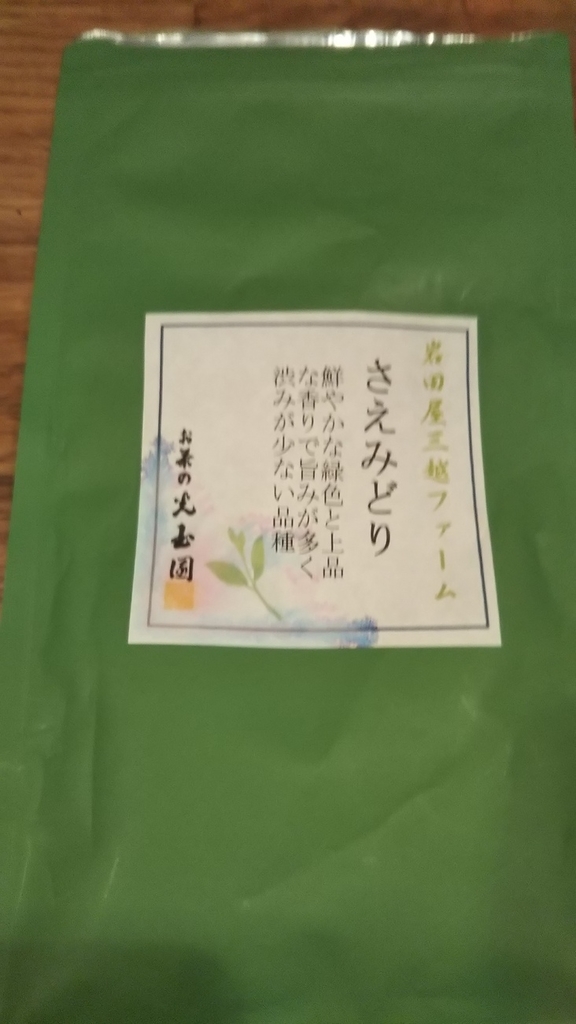 岩田屋三越ファーム
さえみどり
鮮やかな緑色と上品
な香りで旨みが多く
渋みが少ない品種
お茶の光玉園